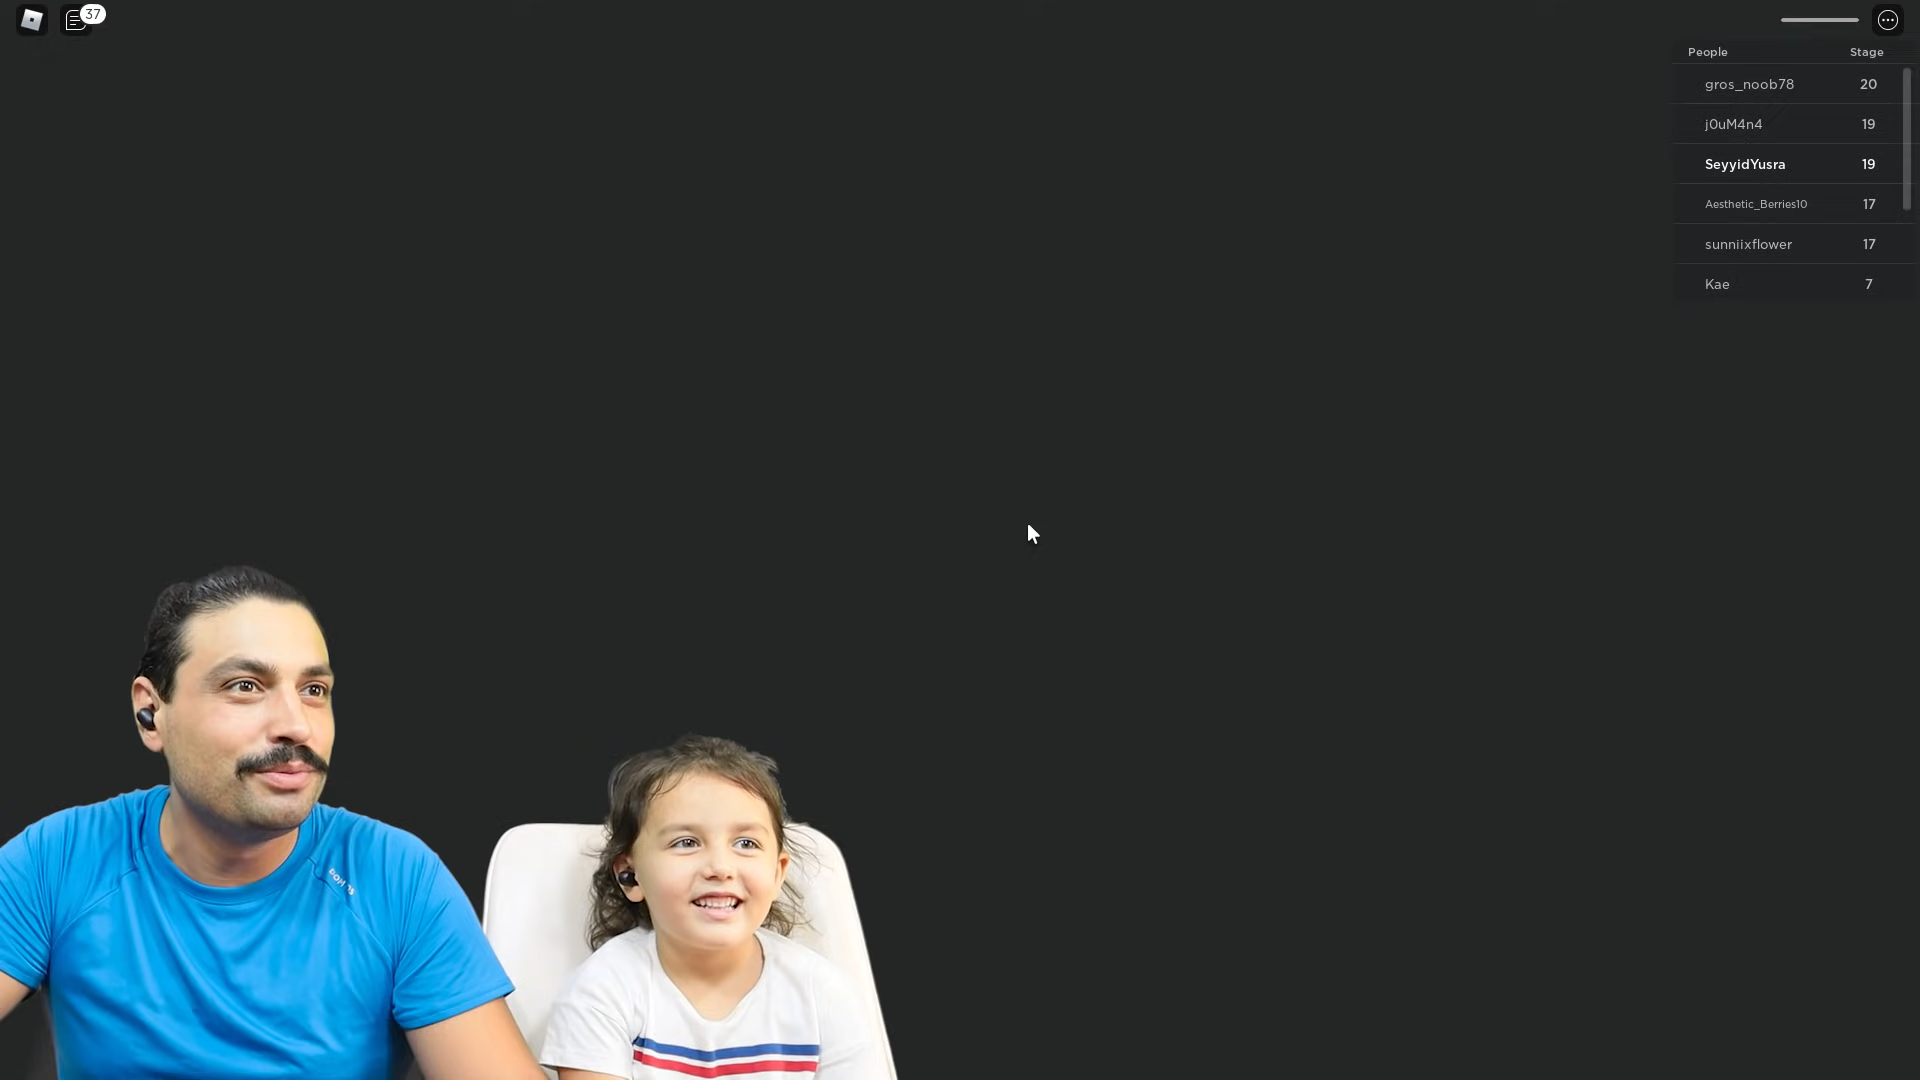 37
People Stage
gros_noob78 20
j0uM4n4 19
SeyyidYusra 19
Aesthetic_Berries10 17
sunniixflower 17
Kae 7